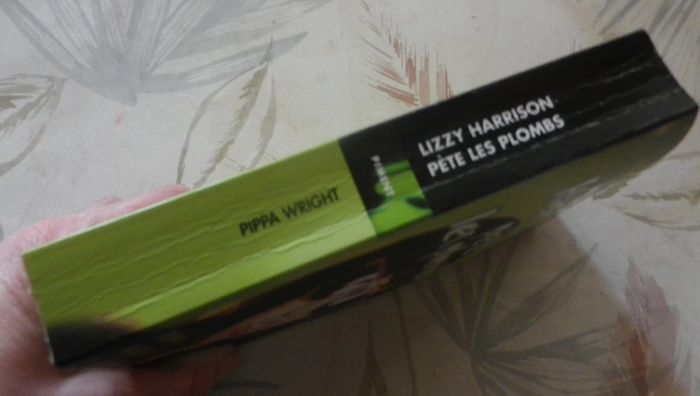 PIPPA WRIGHT
LIZZY HARRISON
PÈTE LES PLOMBS